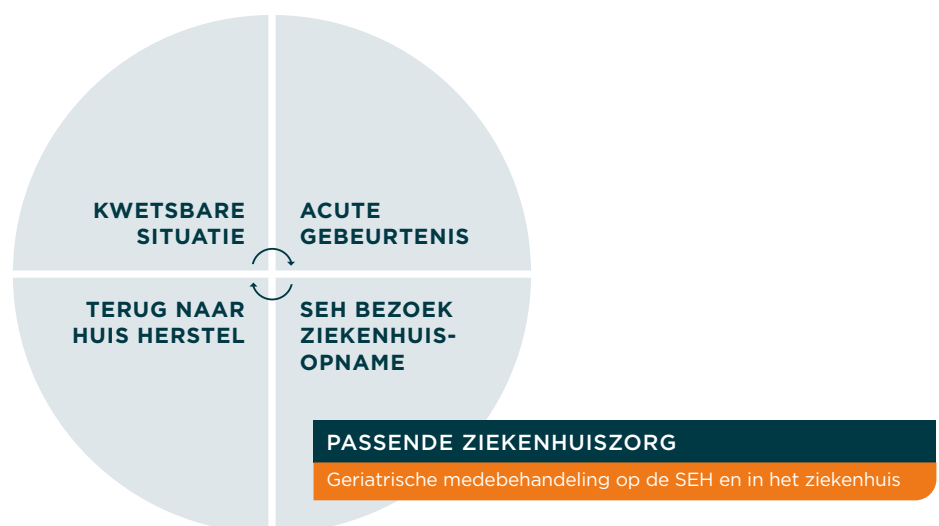 KWETSBARE
SITUATIE
ACUTE
GEBEURTENIS
TERUG NAAR
HUIS HERSTEL
SEH BEZOEK
ZIEKENHUIS-
OPNAME
PASSENDE ZIEKENHUISZORG
Geriatrische medebehandeling op de SEH en in het ziekenhuis